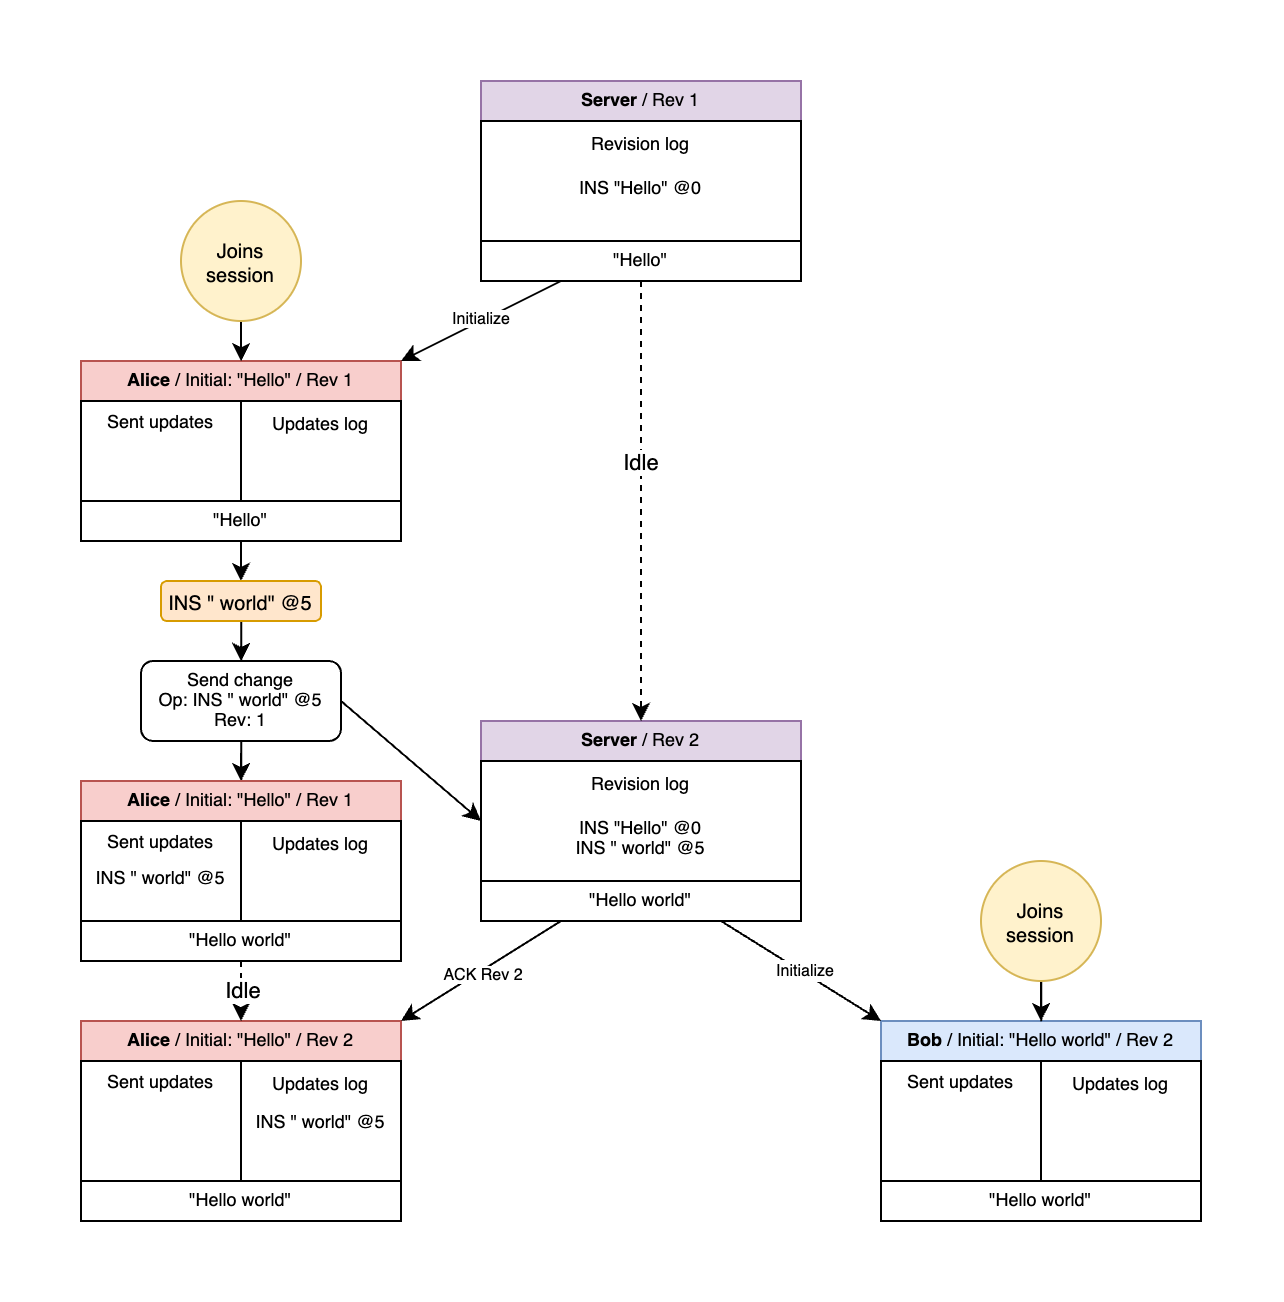 Server / Rev 1
Revision log
INS "Hello" @0
"Hello"
Joins
session
Initialize
Alice / Initial: "Hello" / Rev 1
Sent updates
Updates log
"Hello"
Idle
INS " world" @5
Send change
Op: INS " world" @5
Rev: 1
Server / Rev 2
Revision log
INS "Hello" @0
INS " world" @5
"Hello world"
Alice / Initial: "Hello" / Rev 1
Sent updates
Updates log
INS " world" @5
"Hello world"
Idle
ACK Rev 2
Initialize
Joins
session
Alice / Initial: "Hello" / Rev 2
Sent updates
Updates log
INS " world" @5
"Hello world"
Bob / Initial: "Hello world" / Rev 2
Sent updates
Updates log
"Hello world"